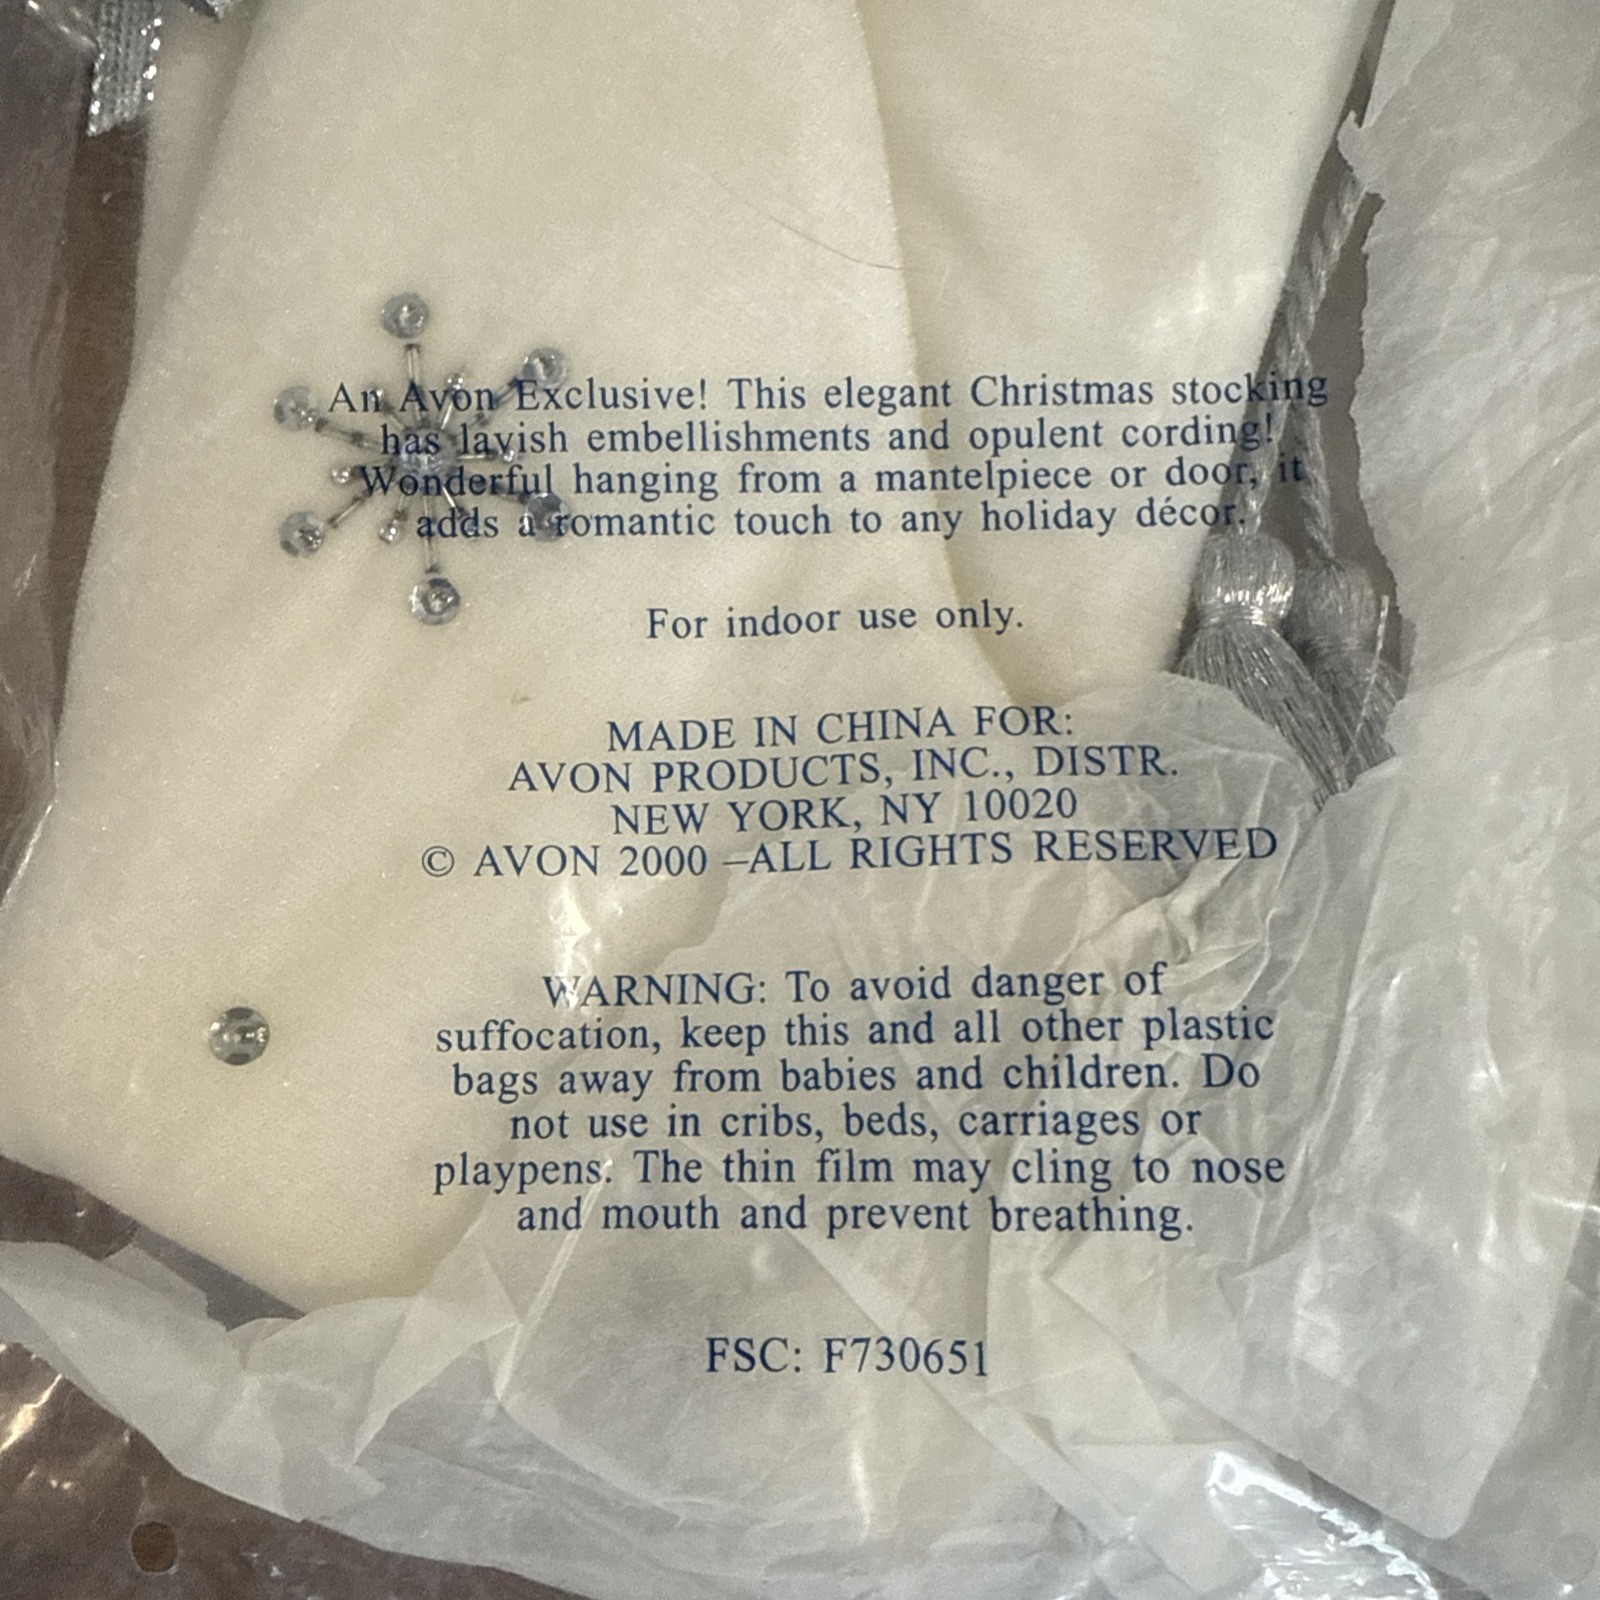 An Avon Exclusive! This elegant Christmas stocking
has lavish embellishments and opulent cording!
Wonderful hanging from a mantelpiece or door, it
adds a romantic touch to any holiday décor.
For indoor use only.
MADE IN CHINA FOR:
AVON PRODUCTS, INC., DISTR.
NEW YORK, NY 10020
© AVON 2000 –ALL RIGHTS RESERVED
WARNING: To avoid danger of
suffocation, keep this and all other plastic
bags away from babies and children. Do
not use in cribs, beds, carriages or
playpens. The thin film may cling to nose
and mouth and prevent breathing.
FSC: F730651